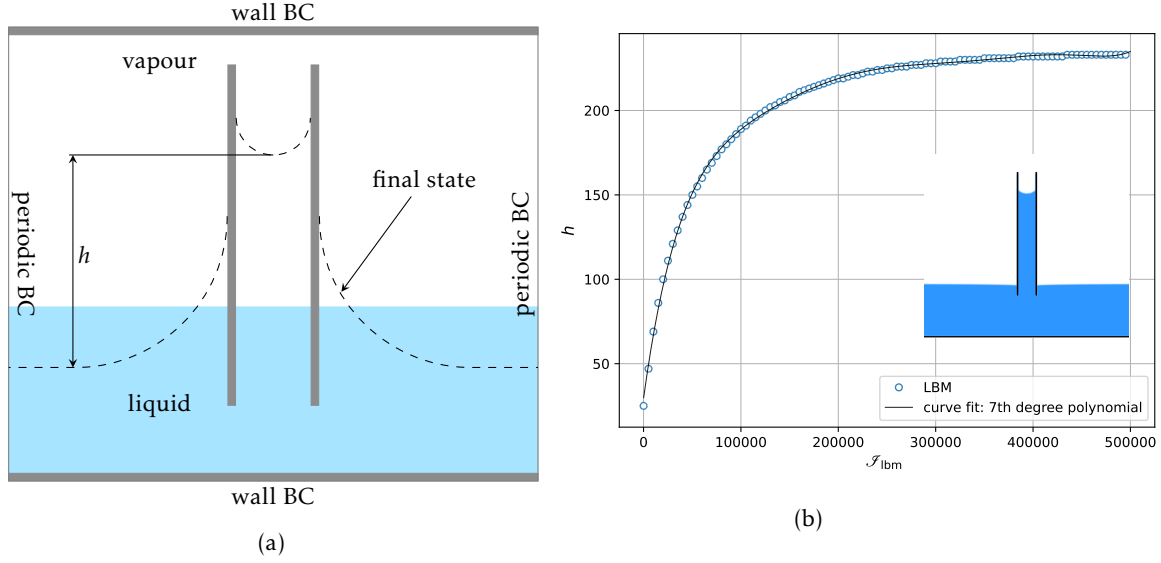 wall BC
vapour
final state
periodic BC
h
periodic BC
liquid
wall BC
(a)
h
200
150
100
50
0
100000
200000
300000
400000
500000
ℐlbm
LBM
curve fit: 7th degree polynomial
(b)